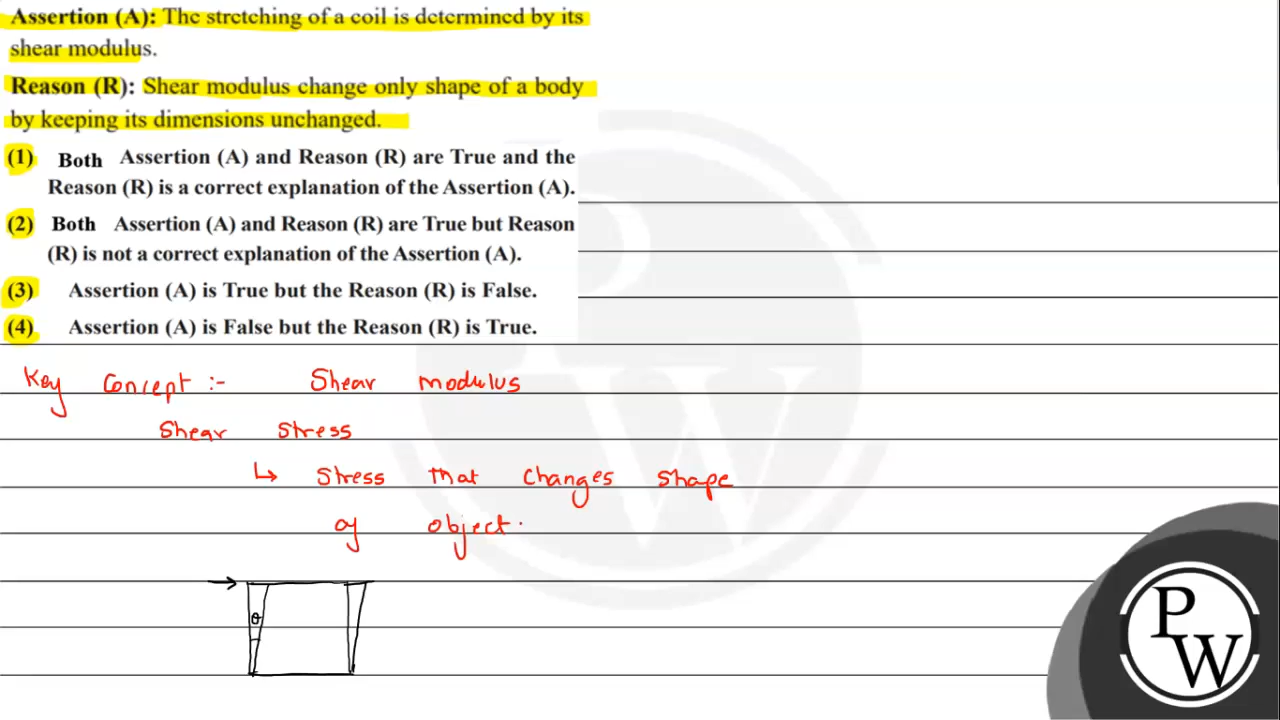 Assertion (A): The stretching of a coil is determined by its
shear modulus.
Reason (R): Shear modulus change only shape of a body
by keeping its dimensions unchanged.
(1) Both Assertion (A) and Reason (R) are True and the
Reason (R) is a correct explanation of the Assertion (A).
(2) Both Assertion (A) and Reason (R) are True but Reason
(R) is not a correct explanation of the Assertion (A).
(3) Assertion (A) is True but the Reason (R) is False.
(4) Assertion (A) is False but the Reason (R) is True.
Key Concept :- Shear modulus
Shear stress
↳ Stress that changes shape
of object.
θ
P
W
P
W